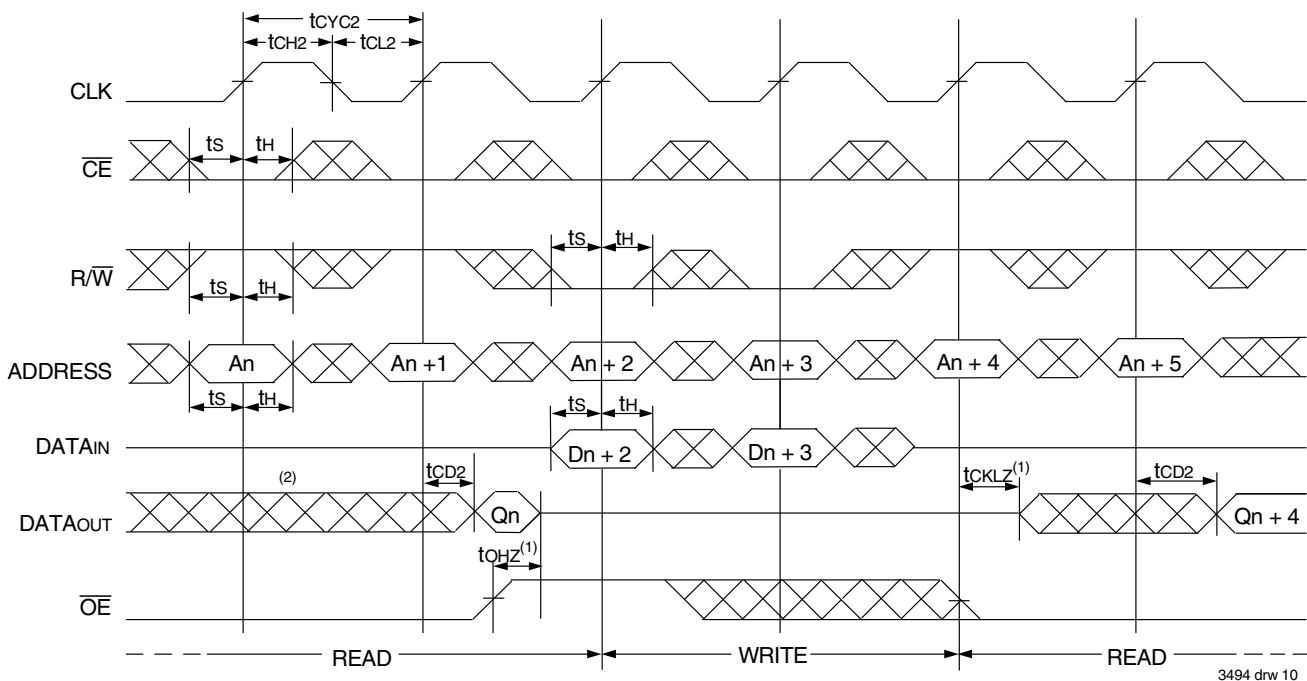 tCYC2
tCH2 tCL2
CLK
tS tH
CE
tS tH
R/W
tS tH
An An + 1 An + 2 An + 3 An + 4 An + 5
ADDRESS
tS tH tS tH
DATAIN
Dn + 2 Dn + 3
tCD2 tCKLZ(1) tCD2
(2)
DATAOUT Qn Qn + 4
tOHZ(1)
OE
READ WRITE READ
3494 drw 10